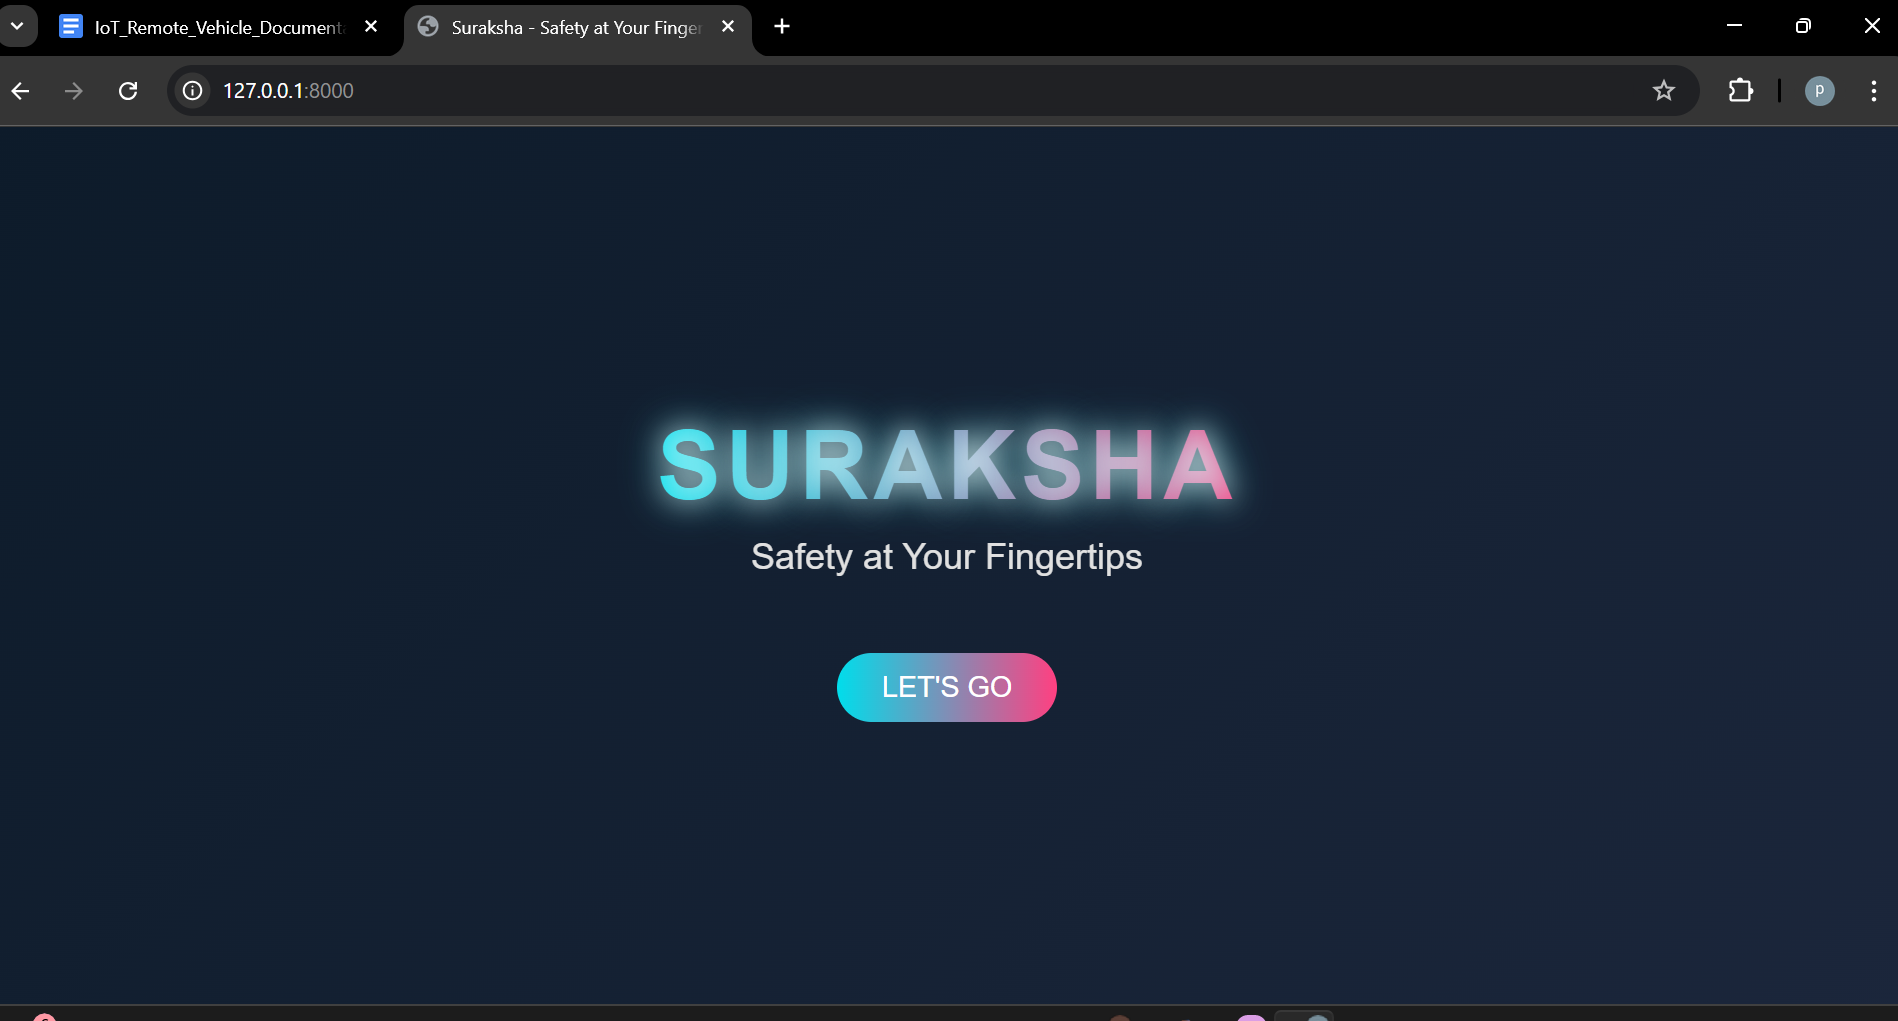 IoT_Remote_Vehicle_Document
Suraksha - Safety at Your Finger
127.0.0.1:8000
p
SURAKSHA
Safety at Your Fingertips
LET'S GO